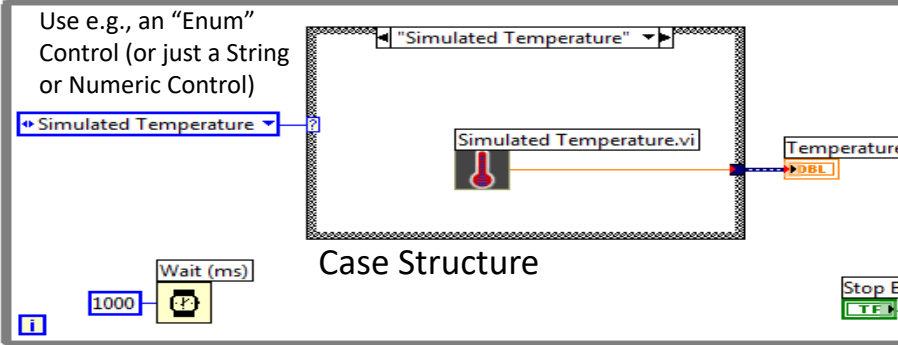 Use e.g., an “Enum”
Control (or just a String
or Numeric Control)
"Simulated Temperature"
Simulated Temperature
?
Simulated Temperature.vi
Temperature
DBL
Case Structure
Wait (ms)
1000
i
Stop
TF